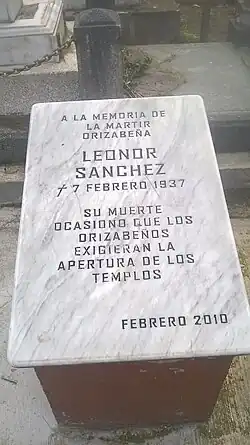 A LA MEMORIA DE
LA MARTIR
ORIZABEÑA
LEONOR
SANCHEZ
† 7 FEBRERO 1937
SU MUERTE
OCASIONO QUE LOS
ORIZABEÑOS
EXIGIERAN LA
APERTURA DE LOS
TEMPLOS
FEBRERO 2010